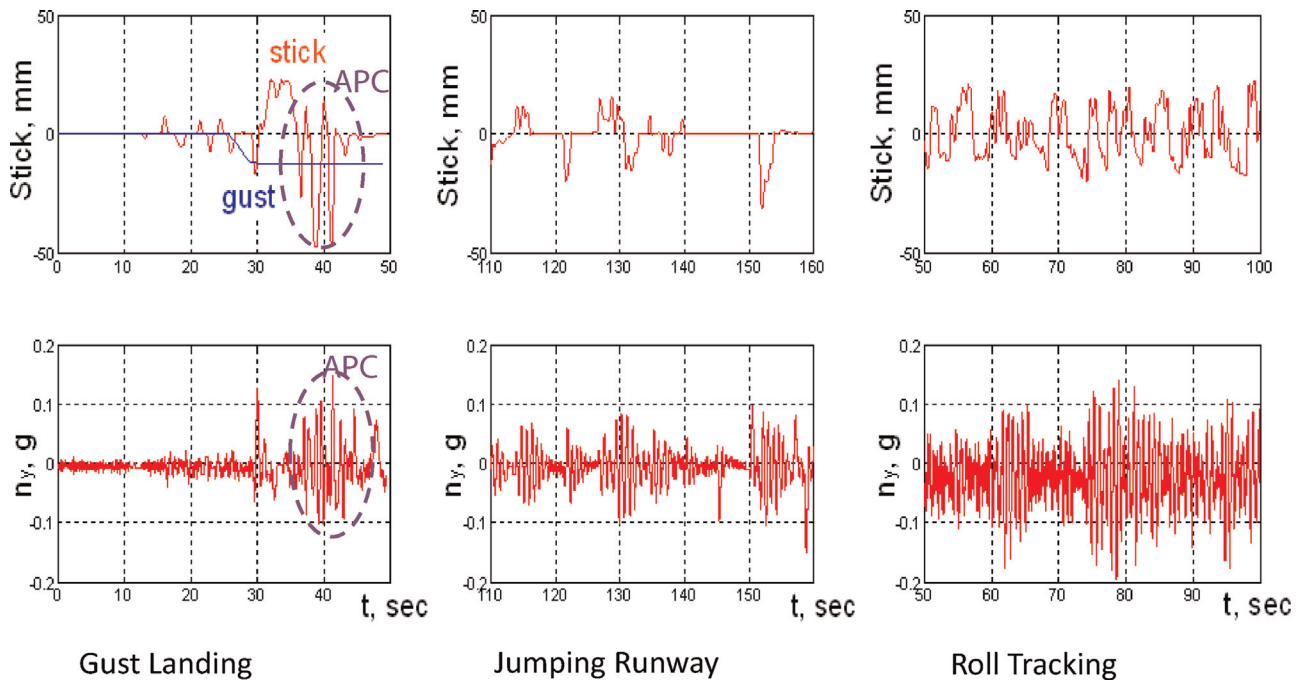 50
Stick, mm
0
-50
stick
APC
gust
0 10 20 30 40 50
50
Stick, mm
0
-50
110 120 130 140 150 160
50
Stick, mm
0
-50
50 60 70 80 90 100
0.2
0.1
n_y, g
0
-0.1
-0.2
APC
0 10 20 30 40
t, sec
0.2
0.1
n_y, g
0
-0.1
-0.2
110 120 130 140 150
t, sec
0.2
0.1
n_y, g
0
-0.1
-0.2
50 60 70 80 90
t, sec
Gust Landing
Jumping Runway
Roll Tracking